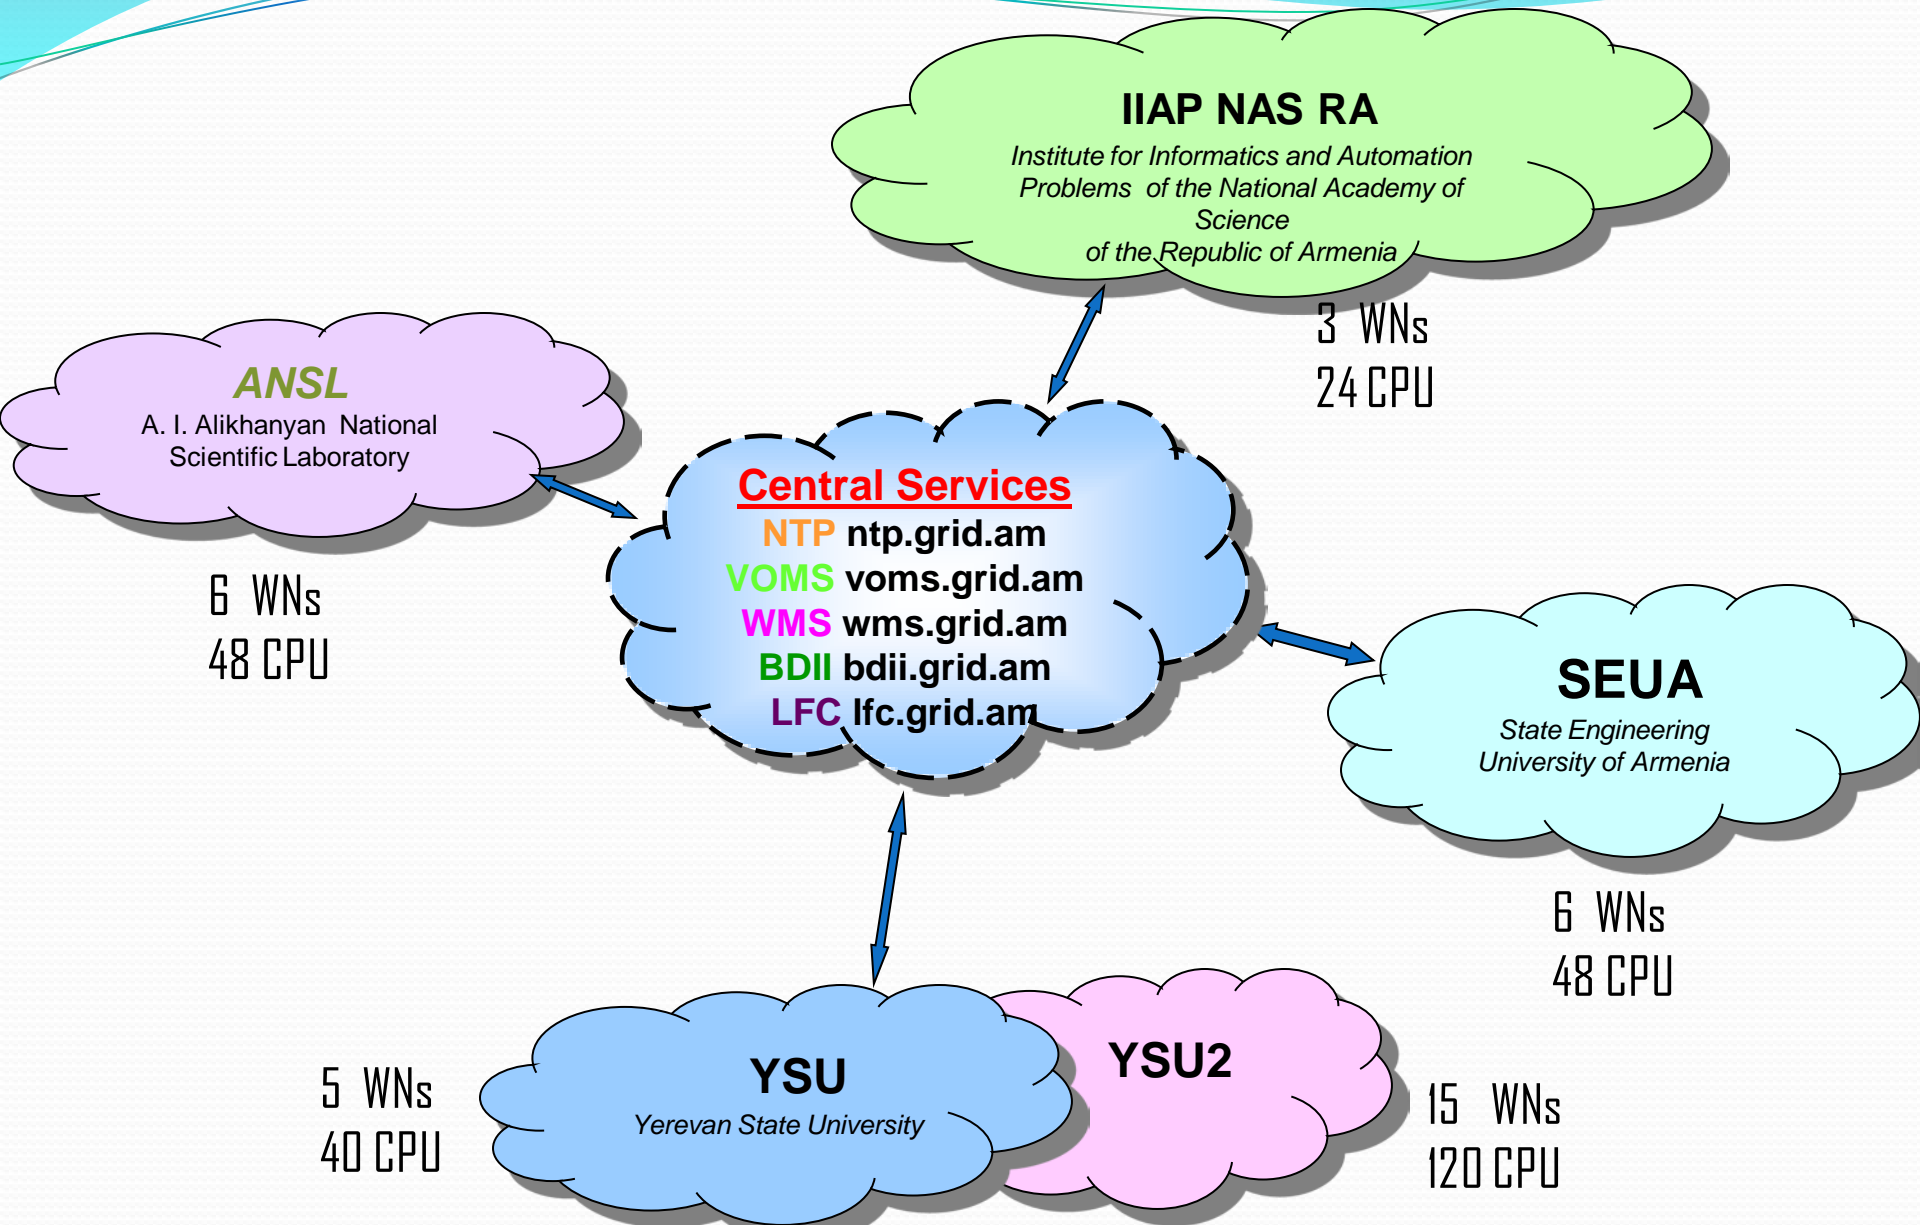 IIAP NAS RA
Institute for Informatics and Automation
Problems of the National Academy of
Science
of the Republic of Armenia
3 WNs
24 CPU
ANSL
A. I. Alikhanyan National
Scientific Laboratory
6 WNs
48 CPU
Central Services
NTP ntp.grid.am
VOMS voms.grid.am
WMS wms.grid.am
BDII bdii.grid.am
LFC lfc.grid.am
SEUA
State Engineering
University of Armenia
6 WNs
48 CPU
YSU
Yerevan State University
5 WNs
40 CPU
YSU2
15 WNs
120 CPU